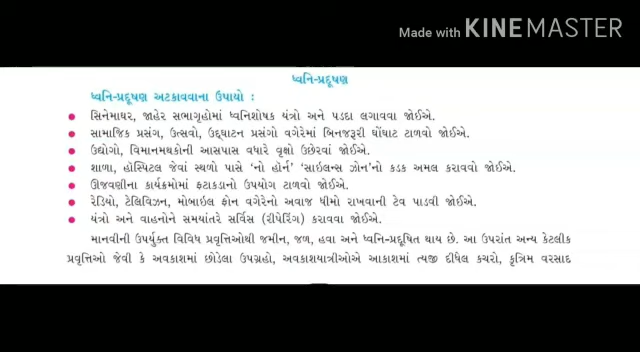 Made with KINEMASTER
ધ્વનિ-પ્રદૂષણ
ધ્વનિ-પ્રદૂષણ અટકાવવાના ઉપાયો :
● સિનેમાઘર, જાહેર સભાગૃહોમાં ધ્વનિશોષક યંત્રો અને પડદા લગાવવા જોઈએ.
● સામાજિક પ્રસંગ, ઉત્સવો, ઉદ્ઘાટન પ્રસંગો વગેરેમાં બિનજરૂરી ઘોંઘાટ ટાળવો જોઈએ.
● ઉદ્યોગો, વિમાનમથકોની આસપાસ વધારે વૃક્ષો ઉછેરવાં જોઈએ.
● શાળા, હૉસ્પિટલ જેવાં સ્થળો પાસે 'નો હૉર્ન' 'સાઇલન્સ ઝોન'નો કડક અમલ કરાવવો જોઈએ.
● ઊજવણીના કાર્યક્રમોમાં ફટાકડાનો ઉપયોગ ટાળવો જોઈએ.
● રેડિયો, ટેલિવિઝન, મોબાઇલ ફોન વગેરેનો અવાજ ધીમો રાખવાની ટેવ પાડવી જોઈએ.
● યંત્રો અને વાહનોને સમયાંતરે સર્વિસ (રીપેરિંગ) કરાવવા જોઈએ.
માનવીની ઉપર્યુક્ત વિવિધ પ્રવૃત્તિઓથી જમીન, જળ, હવા અને ધ્વનિ-પ્રદૂષિત થાય છે. આ ઉપરાંત અન્ય કેટલીક
પ્રવૃત્તિઓ જેવી કે અવકાશમાં છોડેલા ઉપગ્રહો, અવકાશયાત્રીઓએ આકાશમાં ત્યજી દીધેલ કચરો, કૃત્રિમ વરસાદ